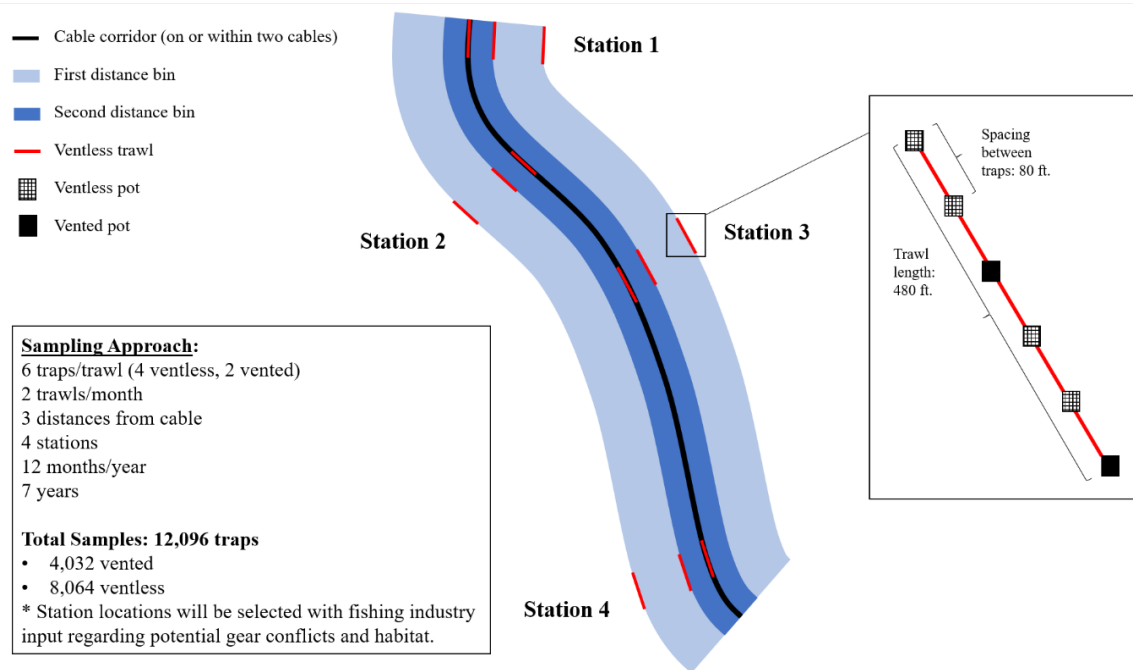 Cable corridor (on or within two cables)
First distance bin
Second distance bin
Ventless trawl
Ventless pot
Vented pot
Station 1
Station 2
Station 3
Station 4
Spacing
between
traps: 80 ft.
Trawl
length:
480 ft.
Sampling Approach:
6 traps/trawl (4 ventless, 2 vented)
2 trawls/month
3 distances from cable
4 stations
12 months/year
7 years
Total Samples: 12,096 traps
• 4,032 vented
• 8,064 ventless
* Station locations will be selected with fishing industry
input regarding potential gear conflicts and habitat.